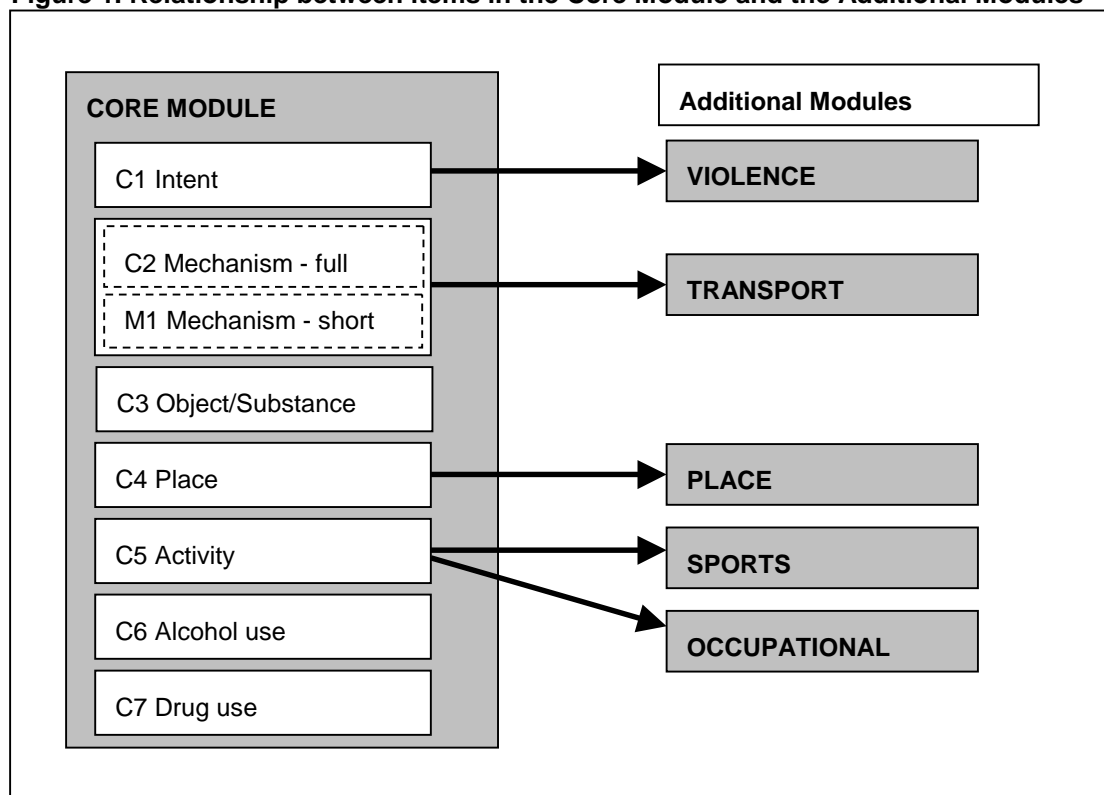 Figure 1: Relationship between items in the Core Module and the Additional Modules
CORE MODULE
Additional Modules
C1 Intent
VIOLENCE
C2 Mechanism - full
TRANSPORT
M1 Mechanism - short
C3 Object/Substance
C4 Place
PLACE
C5 Activity
SPORTS
C6 Alcohol use
OCCUPATIONAL
C7 Drug use